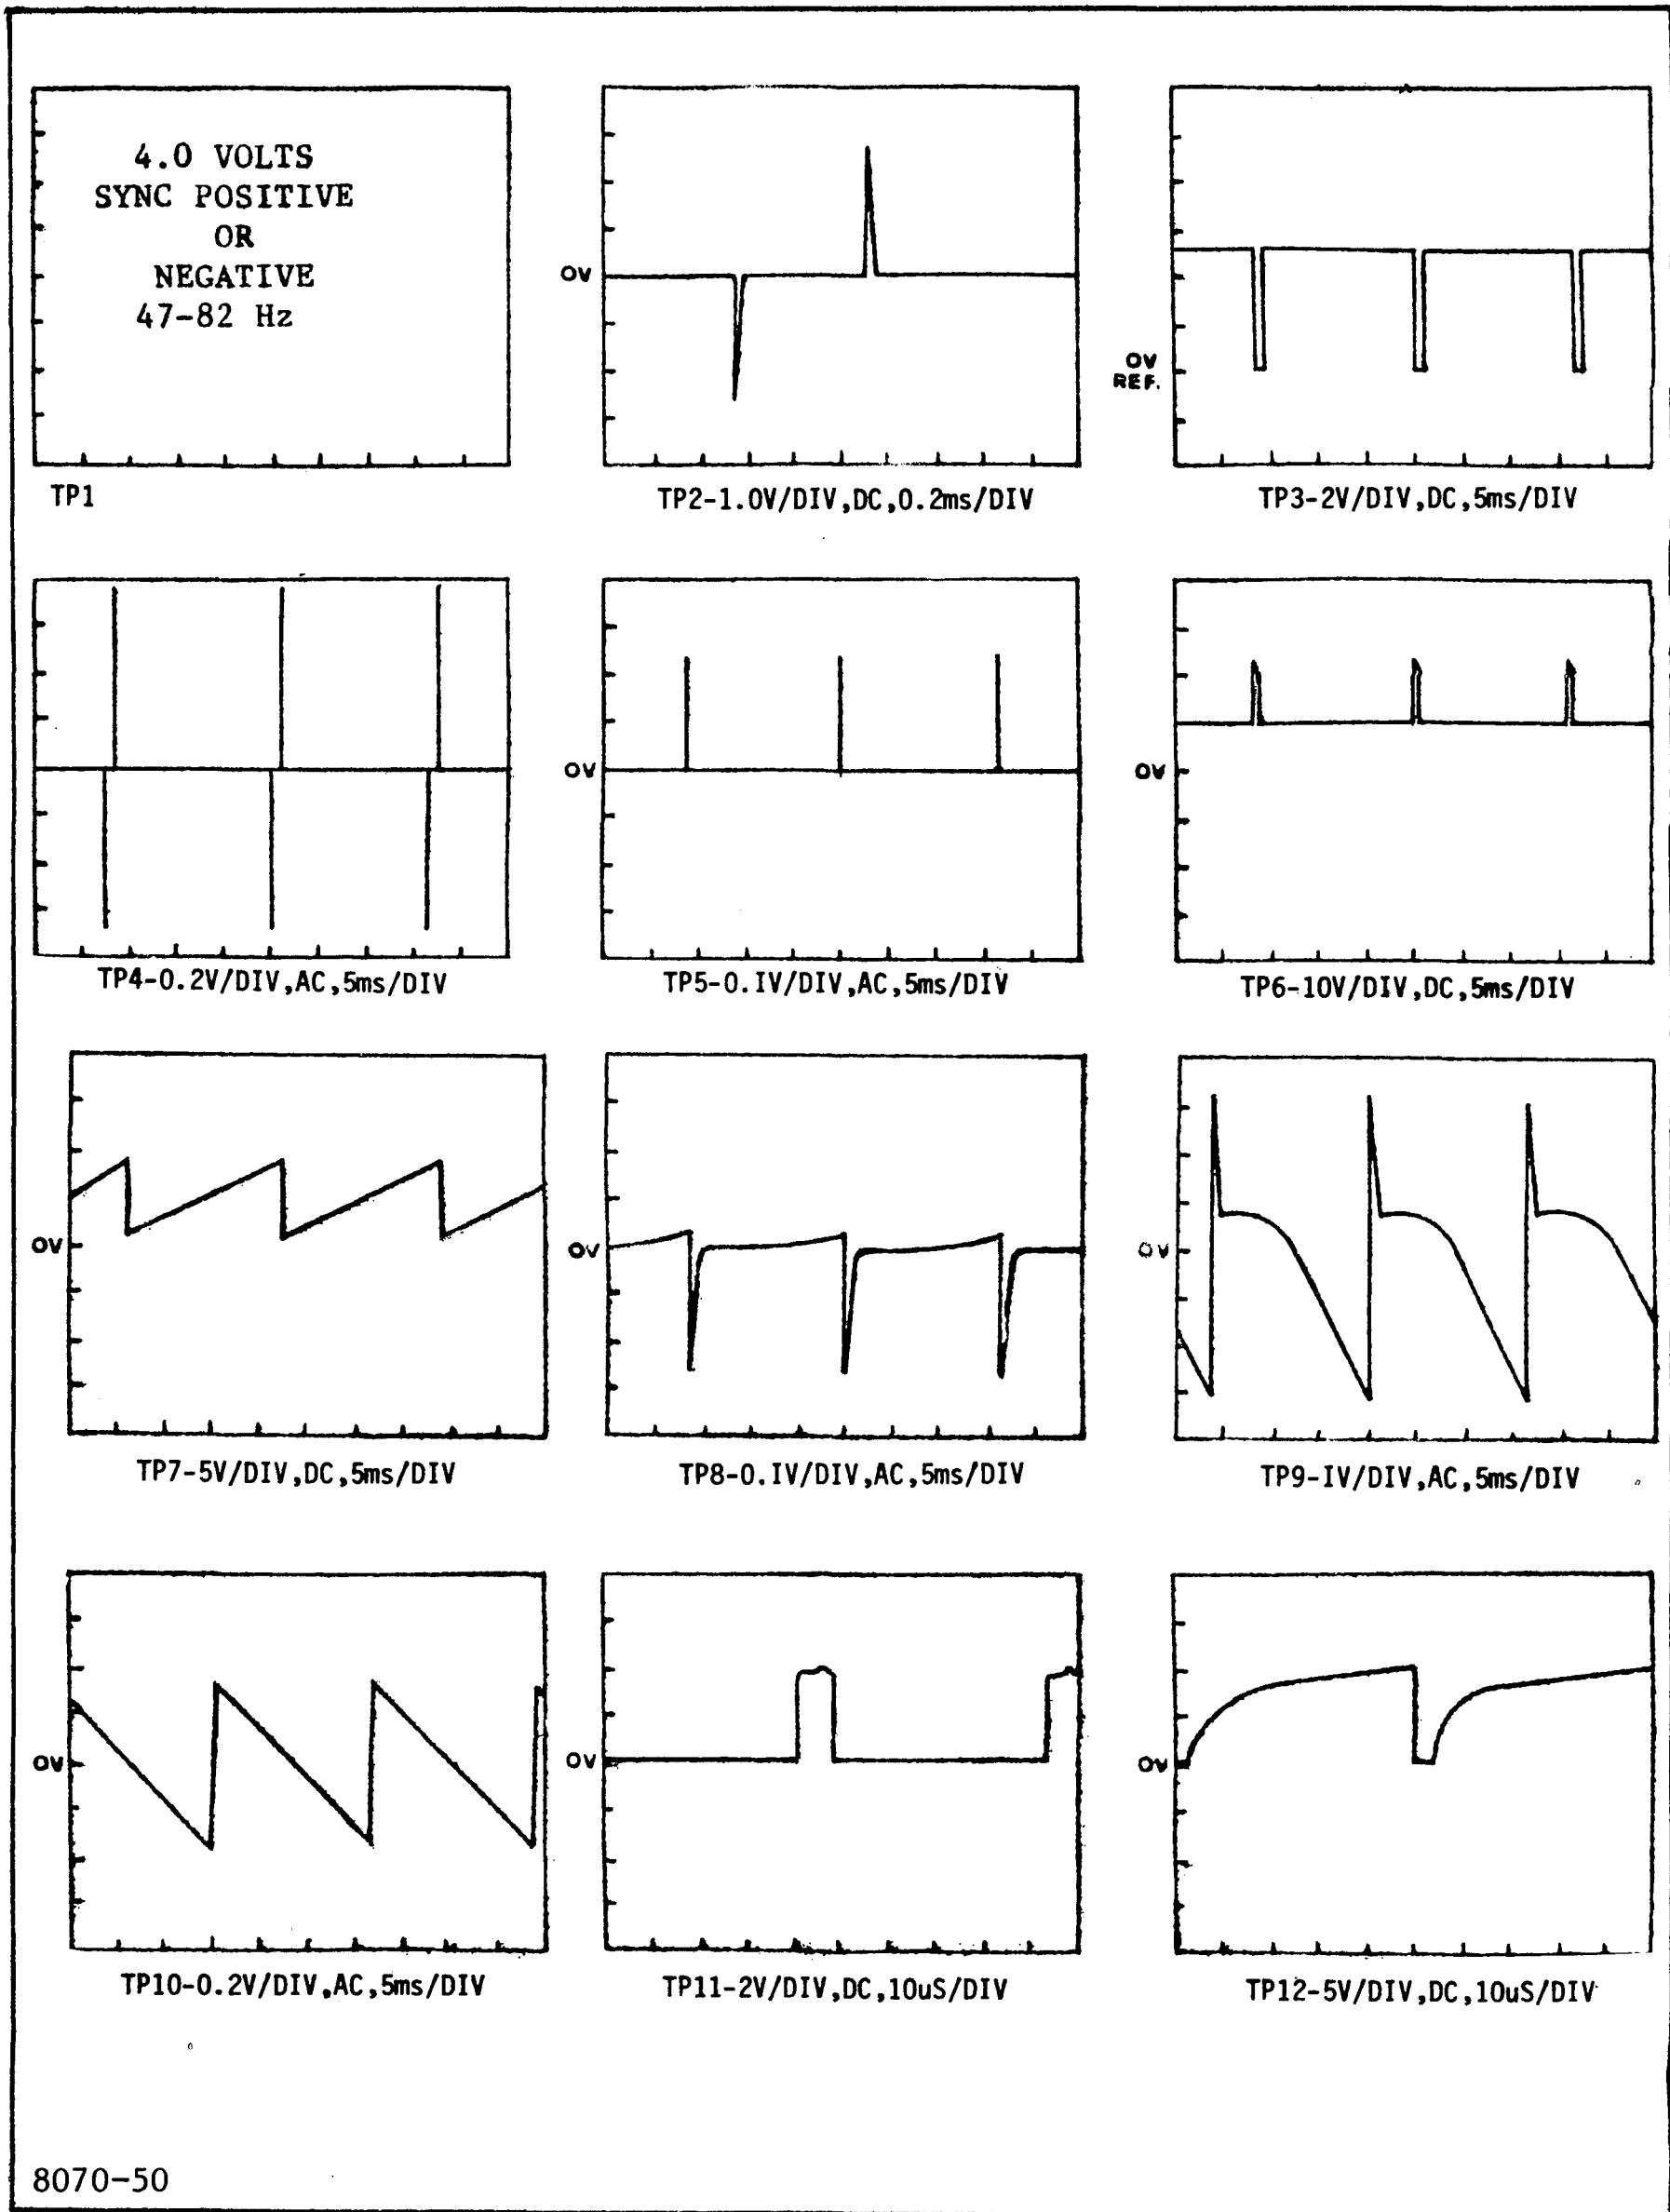 4.0 VOLTS
SYNC POSITIVE
OR
NEGATIVE
47-82 Hz
TP1
OV
TP2-1.0V/DIV,DC,0.2ms/DIV
OV
REF.
TP3-2V/DIV,DC,5ms/DIV
TP4-0.2V/DIV,AC,5ms/DIV
OV
TP5-0.IV/DIV,AC,5ms/DIV
OV
TP6-10V/DIV,DC,5ms/DIV
OV
TP7-5V/DIV,DC,5ms/DIV
OV
TP8-0.IV/DIV,AC,5ms/DIV
OV
TP9-IV/DIV,AC,5ms/DIV
OV
TP10-0.2V/DIV,AC,5ms/DIV
OV
TP11-2V/DIV,DC,10uS/DIV
OV
TP12-5V/DIV,DC,10uS/DIV
8070-50